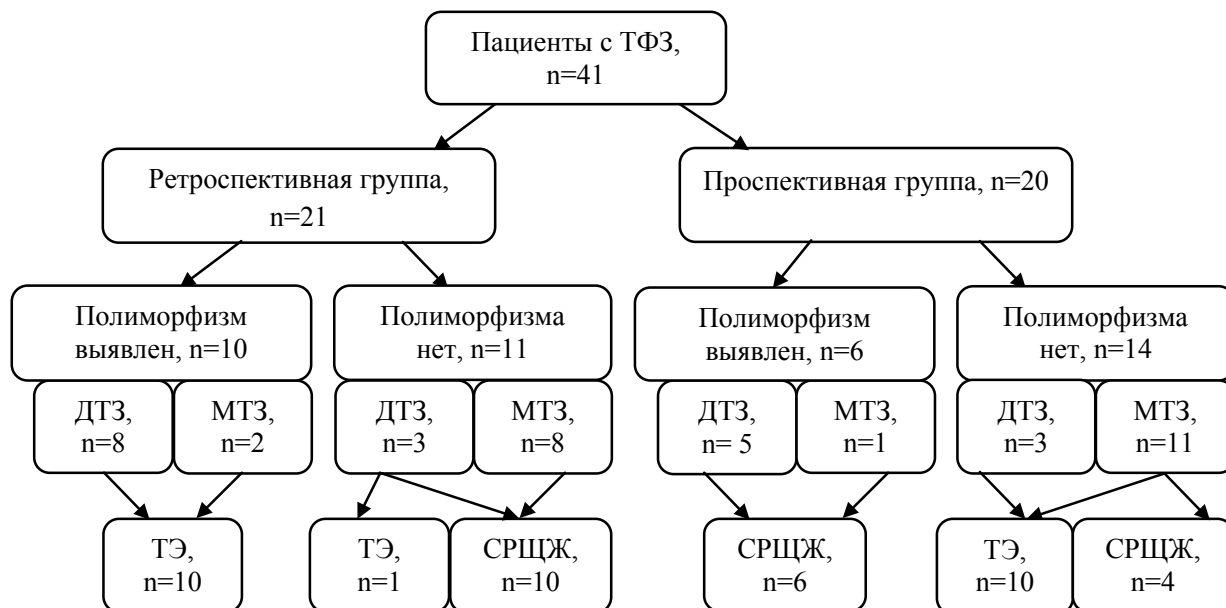 Пациенты с ТФЗ,
n=41
Ретроспективная группа,
n=21
Проспективная группа, n=20
Полиморфизм
выявлен, n=10
Полиморфизма
нет, n=11
Полиморфизм
выявлен, n=6
Полиморфизма
нет, n=14
ДТЗ,
n=8
МТЗ,
n=2
ДТЗ,
n=3
МТЗ,
n=8
ДТЗ,
n= 5
МТЗ,
n=1
ДТЗ,
n=3
МТЗ,
n=11
ТЭ,
n=10
ТЭ,
n=1
СРЩЖ,
n=10
СРЩЖ,
n=6
ТЭ,
n=10
СРЩЖ,
n=4